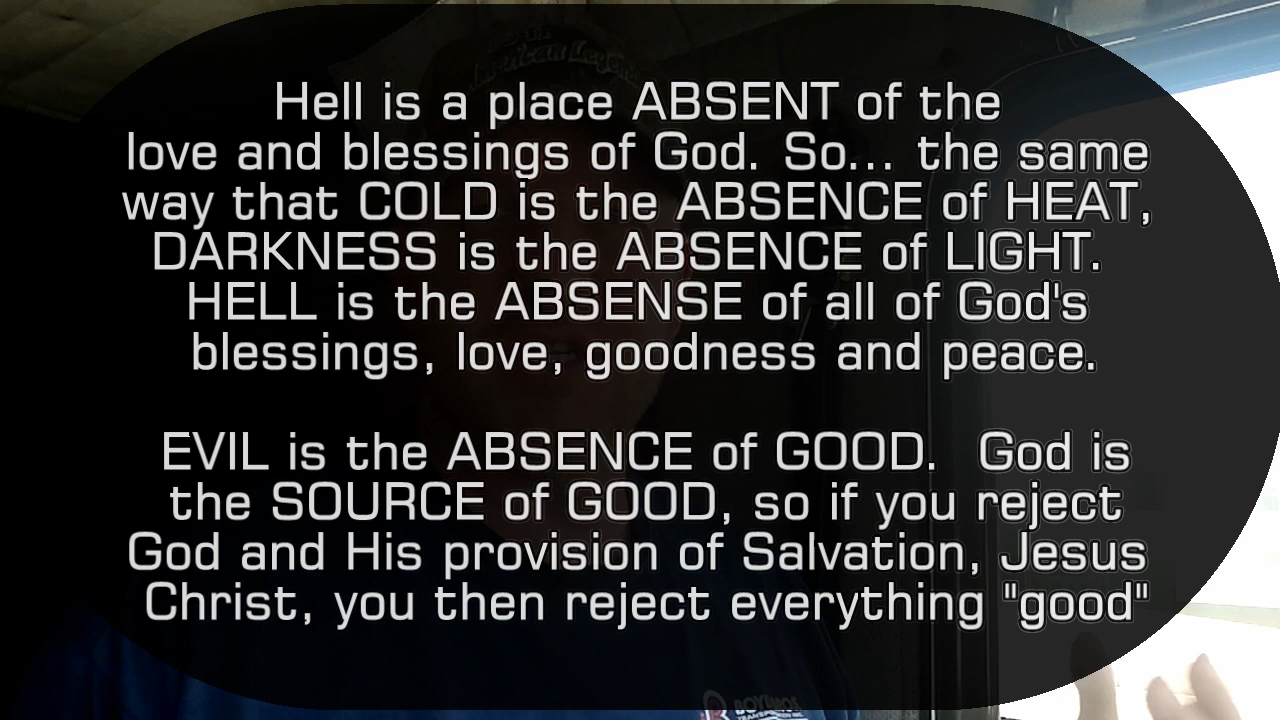 Hell is a place ABSENT of the
love and blessings of God. So... the same
way that COLD is the ABSENCE of HEAT,
DARKNESS is the ABSENCE of LIGHT.
HELL is the ABSENSE of all of God's
blessings, love, goodness and peace.
EVIL is the ABSENCE of GOOD. God is
the SOURCE of GOOD, so if you reject
God and His provision of Salvation, Jesus
Christ, you then reject everything "good"